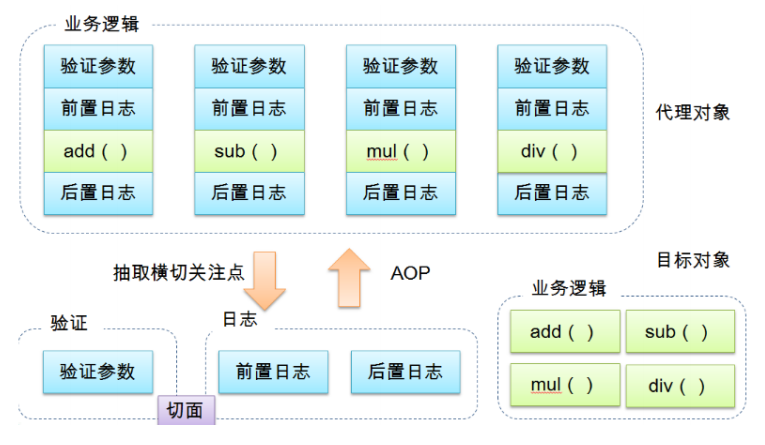 业务逻辑
验证参数 验证参数 验证参数 验证参数
前置日志 前置日志 前置日志 前置日志
add（ ） sub（ ） mul（ ） div（ ）
后置日志 后置日志 后置日志 后置日志
代理对象
抽取横切关注点
AOP
目标对象
验证
日志
业务逻辑
验证参数
前置日志 后置日志
切面
add（ ） sub（ ）
mul（ ） div（ ）